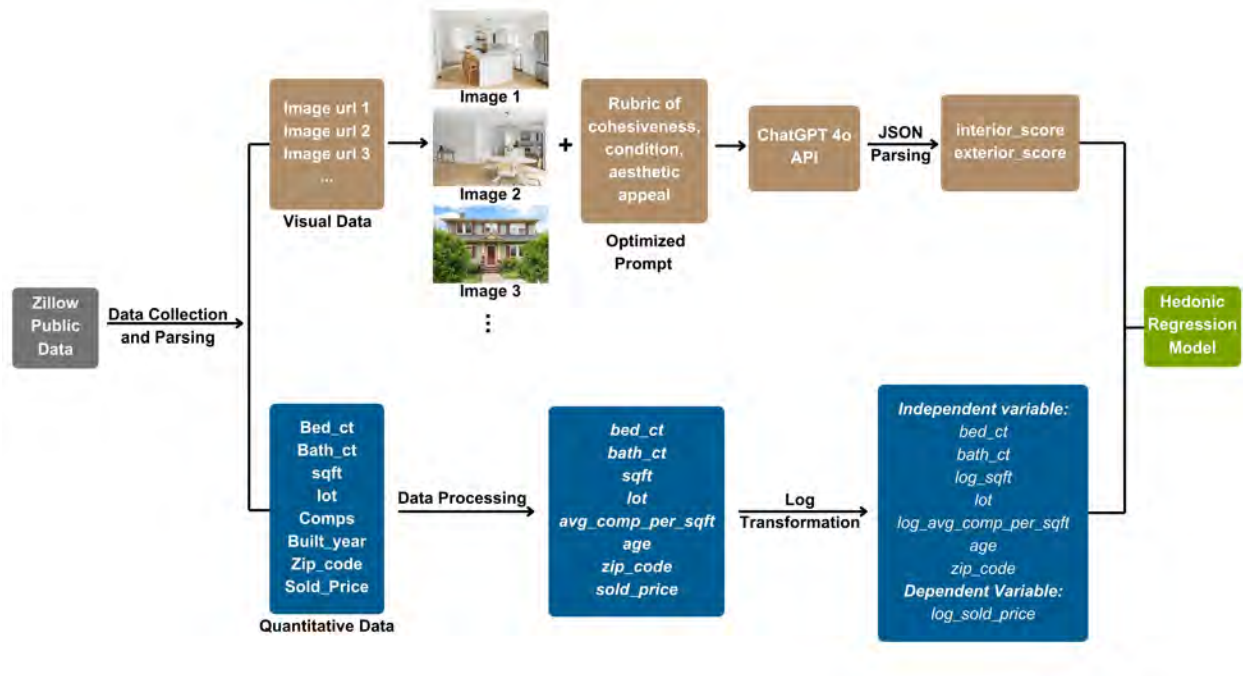 Zillow
Public
Data
Data Collection
and Parsing
Image url 1
Image url 2
Image url 3
...
Visual Data
Image 1
Image 2
Image 3
+
Rubric of
cohesiveness,
condition,
aesthetic
appeal
Optimized
Prompt
ChatGPT 4o
API
JSON
Parsing
interior_score
exterior_score
Bed_ct
Bath_ct
sqft
lot
Comps
Built_year
Zip_code
Sold_Price
Quantitative Data
Data Processing
bed_ct
bath_ct
sqft
lot
avg_comp_per_sqft
age
zip_code
sold_price
Log
Transformation
Independent variable:
bed_ct
bath_ct
log_sqft
lot
log_avg_comp_per_sqft
age
zip_code
Dependent Variable:
log_sold_price
Hedonic
Regression
Model